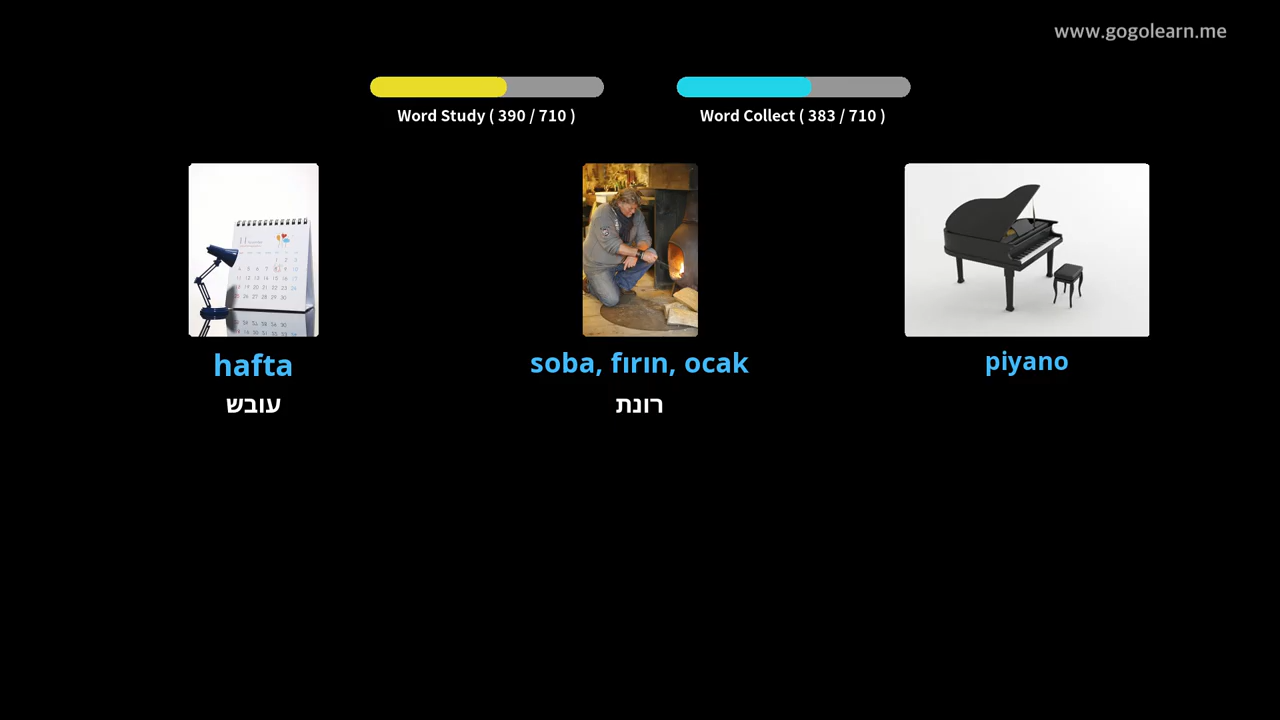 www.gogolearn.me
Word Study ( 390 / 710 )
Word Collect ( 383 / 710 )
hafta
עובש
soba, fırın, ocak
רונת
piyano